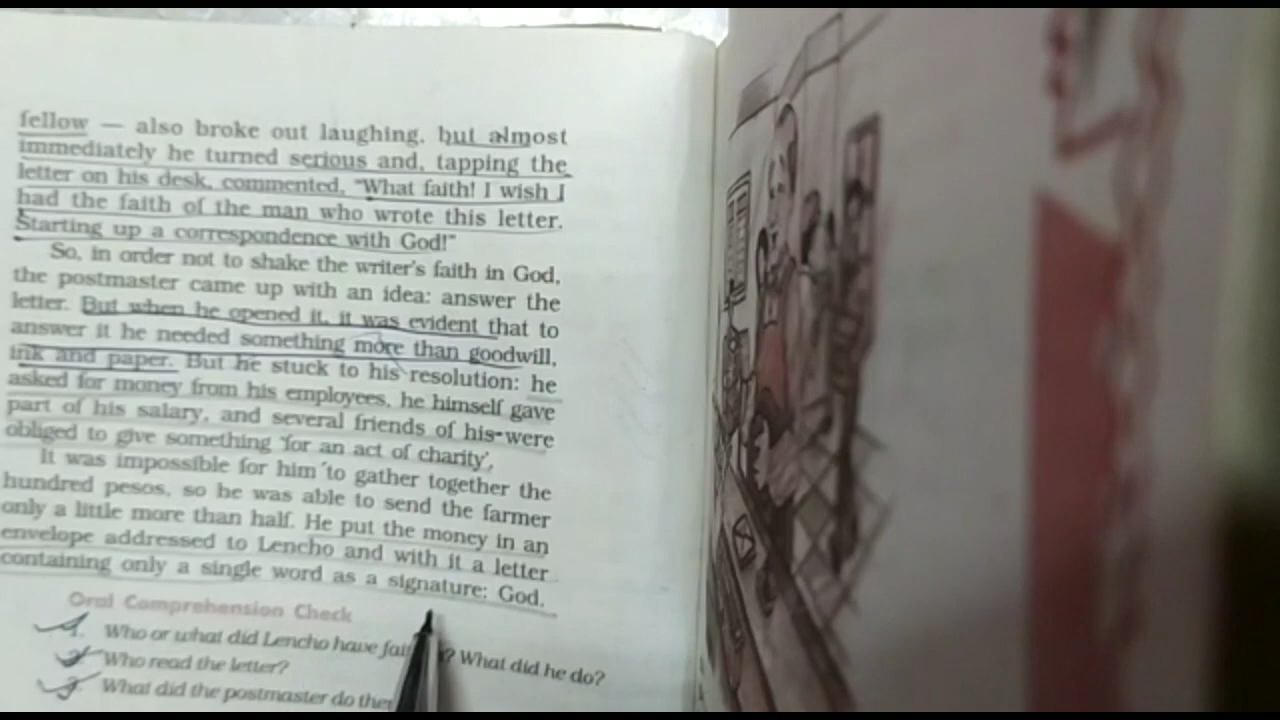 fellow — also broke out laughing, but almost
immediately he turned serious and, tapping the
letter on his desk, commented, "What faith! I wish I
had the faith of the man who wrote this letter.
Starting up a correspondence with God!"
So, in order not to shake the writer's faith in God,
the postmaster came up with an idea: answer the
letter. But when he opened it, it was evident that to
answer it he needed something more than goodwill,
ink and paper. But he stuck to his resolution: he
asked for money from his employees, he himself gave
part of his salary, and several friends of his were
obliged to give something 'for an act of charity'.
It was impossible for him to gather together the
hundred pesos, so he was able to send the farmer
only a little more than half. He put the money in an
envelope addressed to Lencho and with it a letter
containing only a single word as a signature: God.
Oral Comprehension Check
1. Who or what did Lencho have What did he do?
2. Who read the letter?
3. What did the postmaster do